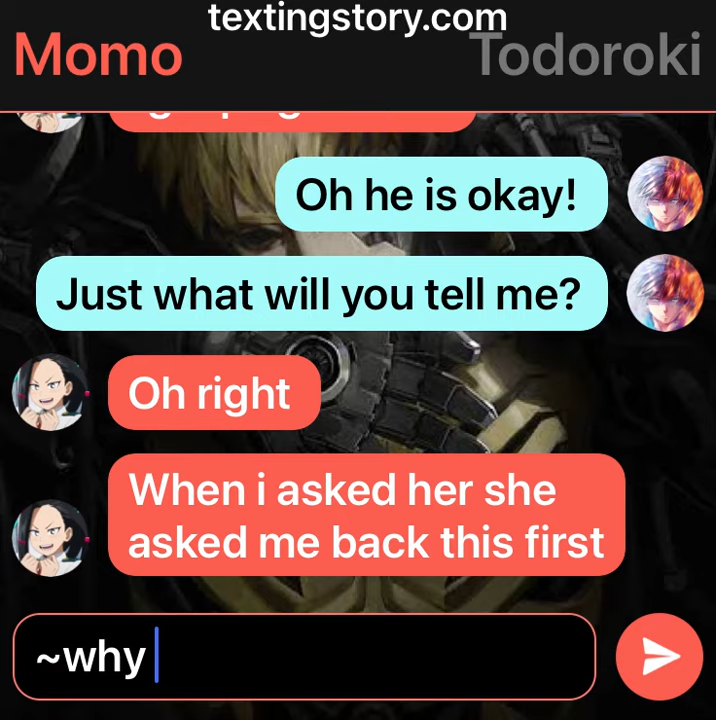 textingstory.com
Momo
Todoroki
Oh he is okay!
Just what will you tell me?
Oh right
When i asked her she
asked me back this first
~why